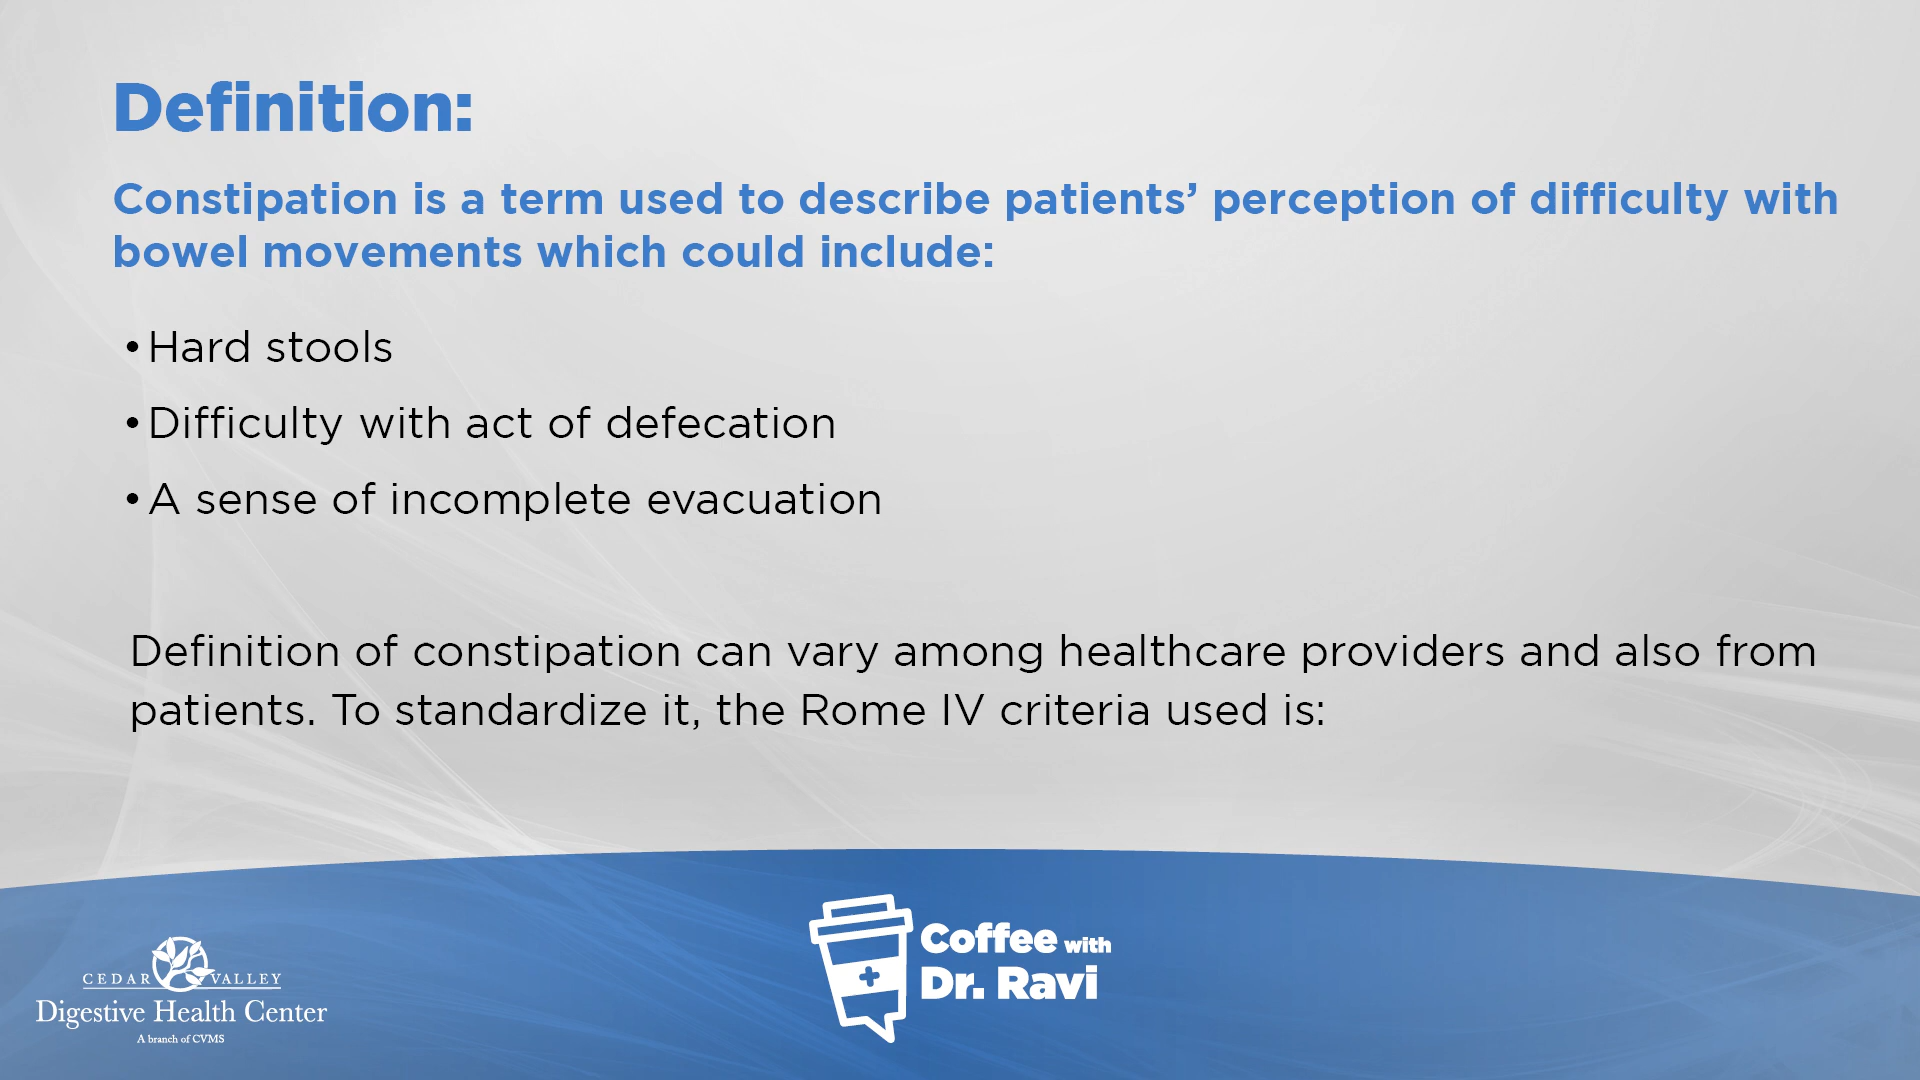 Definition:
Constipation is a term used to describe patients’ perception of difficulty with
bowel movements which could include:
• Hard stools
• Difficulty with act of defecation
• A sense of incomplete evacuation
Definition of constipation can vary among healthcare providers and also from
patients. To standardize it, the Rome IV criteria used is:
CEDAR VALLEY
Digestive Health Center
A branch of CVMS
Coffee with
Dr. Ravi